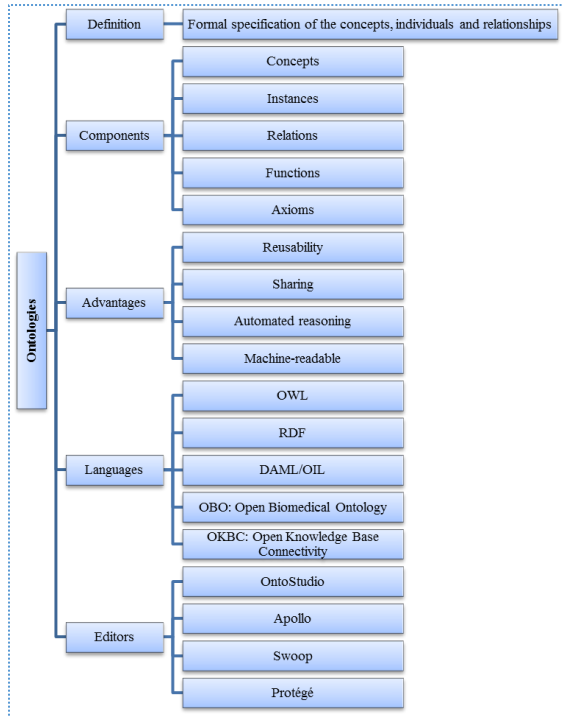 Ontologies
Definition
Formal specification of the concepts, individuals and relationships
Components
Concepts
Instances
Relations
Functions
Axioms
Advantages
Reusability
Sharing
Automated reasoning
Machine-readable
Languages
OWL
RDF
DAML/OIL
OBO: Open Biomedical Ontology
OKBC: Open Knowledge Base
Connectivity
Editors
OntoStudio
Apollo
Swoop
Protégé